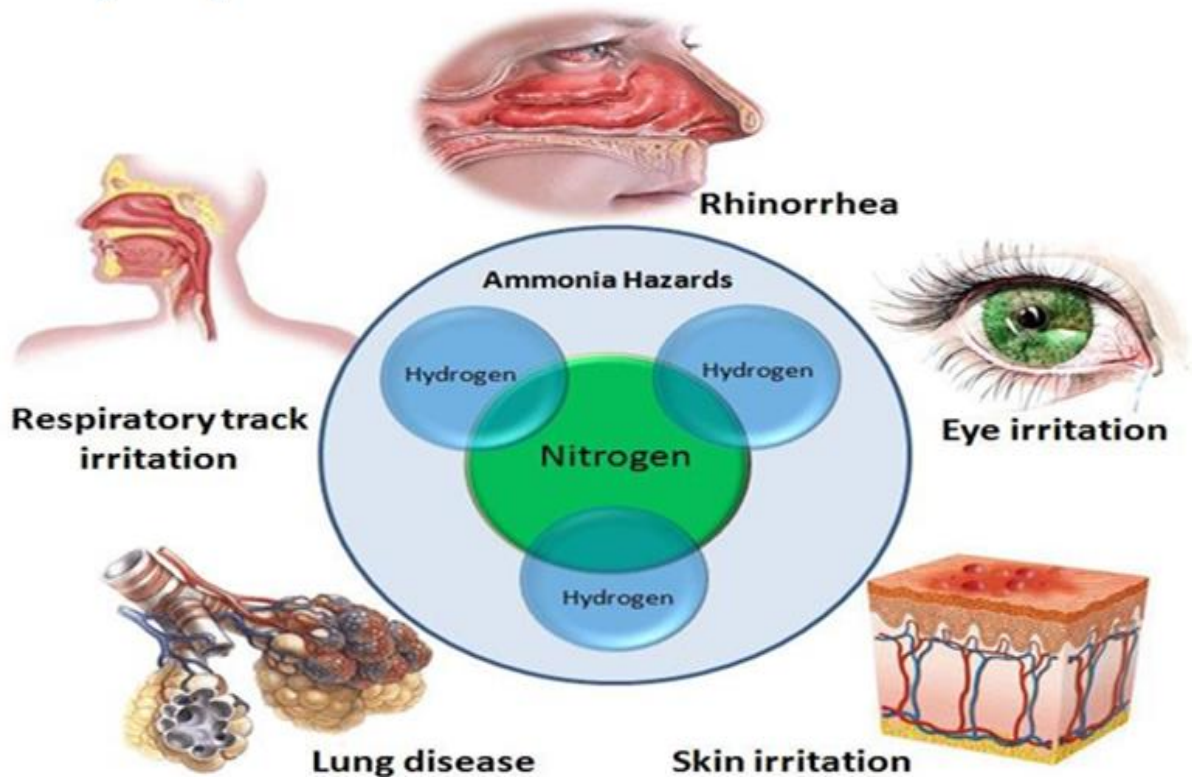 Rhinorrhea
Ammonia Hazards
Hydrogen
Hydrogen
Nitrogen
Hydrogen
Respiratory track
irritation
Eye irritation
Lung disease
Skin irritation